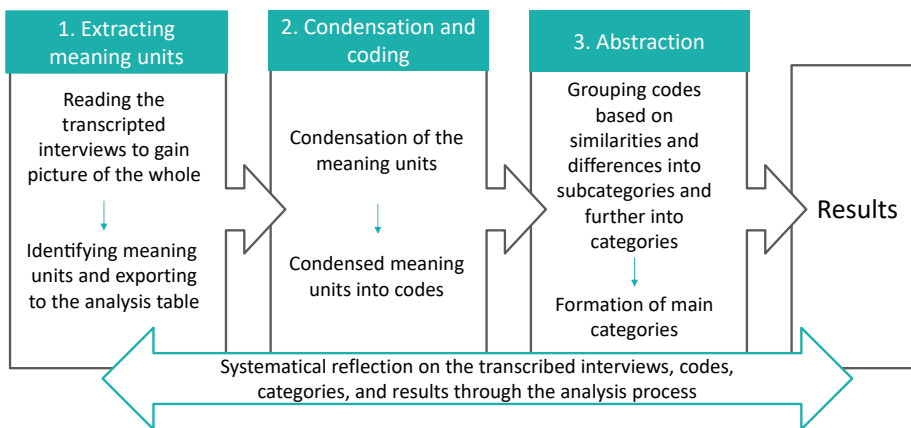 1. Extracting
meaning units
Reading the
transcripted
interviews to gain
picture of the whole
Identifying meaning
units and exporting
to the analysis table
2. Condensation and
coding
Condensation of the
meaning units
Condensed meaning
units into codes
3. Abstraction
Grouping codes
based on
similarities and
differences into
subcategories and
further into
categories
Formation of main
categories
Results
Systematical reflection on the transcribed interviews, codes,
categories, and results through the analysis process